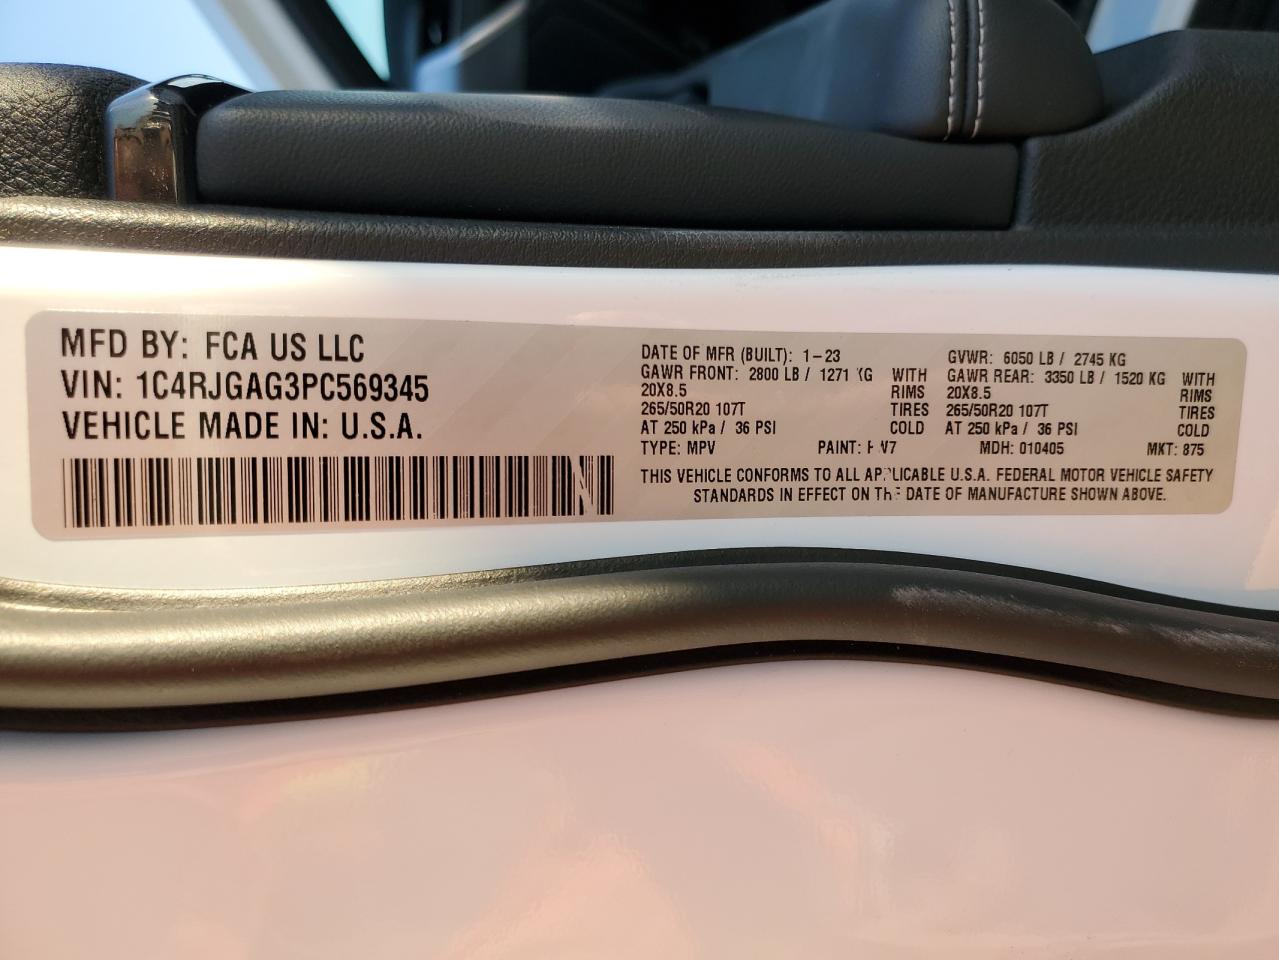 MFD BY: FCA US LLC
VIN: 1C4RJGAG3PC569345
VEHICLE MADE IN: U.S.A.
DATE OF MFR (BUILT): 1-23
GAWR FRONT: 2800 LB / 1271 KG WITH
20X8.5 RIMS
265/50R20 107T TIRES
AT 250 kPa / 36 PSI COLD
GVWR: 6050 LB / 2745 KG
GAWR REAR: 3350 LB / 1520 KG WITH
20X8.5 RIMS
265/50R20 107T TIRES
AT 250 kPa / 36 PSI COLD
TYPE: MPV PAINT: MDH: 010405 MKT: 875
THIS VEHICLE CONFORMS TO ALL APPLICABLE U.S.A. FEDERAL MOTOR VEHICLE SAFETY
STANDARDS IN EFFECT ON THE DATE OF MANUFACTURE SHOWN ABOVE.